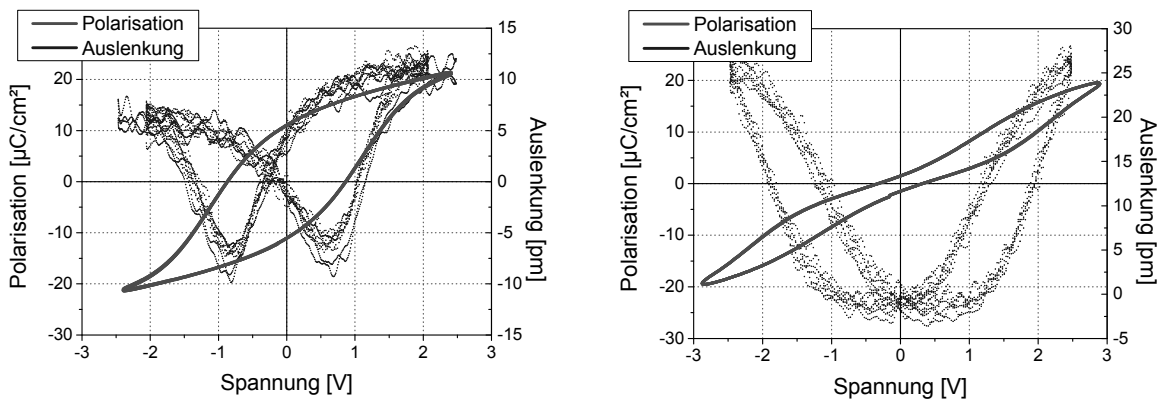 Polarisation
Auslenkung
Polarisation [µC/cm²]
20
10
0
-10
-20
-30
15
10
5
0
-5
-10
-15
Auslenkung [pm]
-3 -2 -1 0 1 2 3
Spannung [V]
Polarisation
Auslenkung
Polarisation [µC/cm²]
20
10
0
-10
-20
-30
30
25
20
15
10
5
0
-5
Auslenkung [pm]
-3 -2 -1 0 1 2 3
Spannung [V]